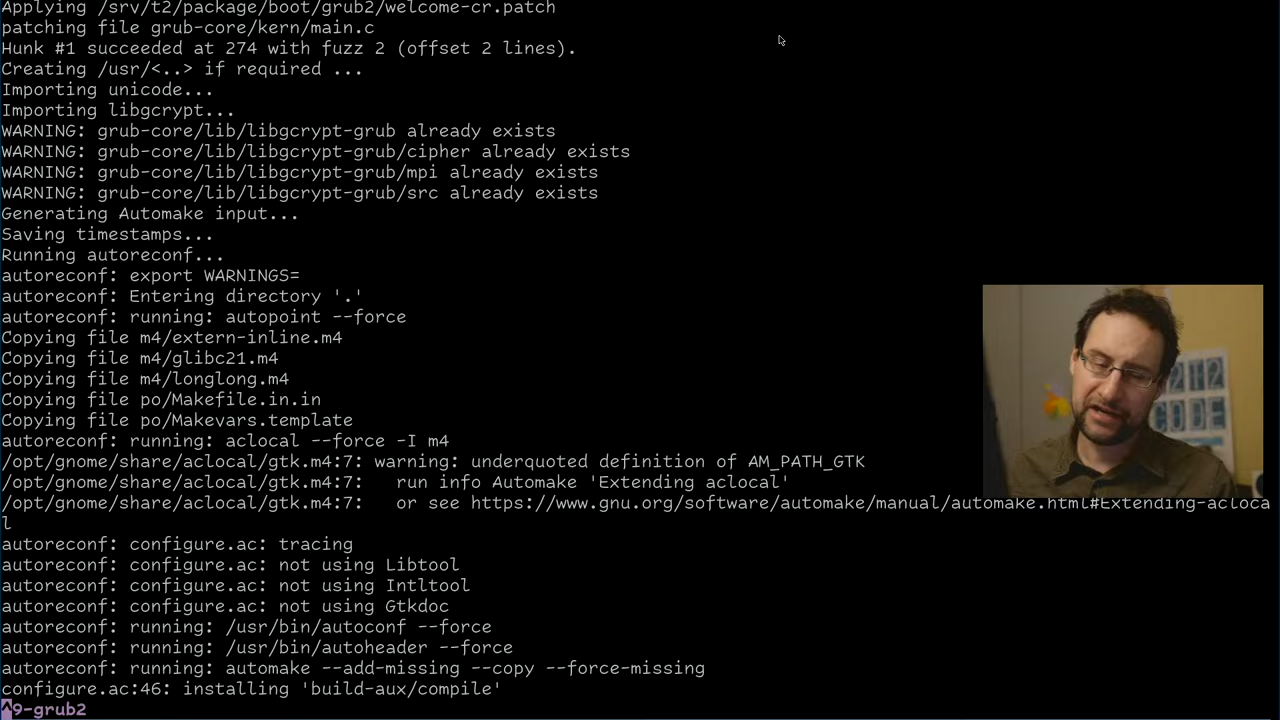 Applying /srv/t2/package/boot/grub2/welcome-cr.patch
patching file grub-core/kern/main.c
Hunk #1 succeeded at 274 with fuzz 2 (offset 2 lines).
Creating /usr/<..> if required ...
Importing unicode...
Importing libgcrypt...
WARNING: grub-core/lib/libgcrypt-grub already exists
WARNING: grub-core/lib/libgcrypt-grub/cipher already exists
WARNING: grub-core/lib/libgcrypt-grub/mpi already exists
WARNING: grub-core/lib/libgcrypt-grub/src already exists
Generating Automake input...
Saving timestamps...
Running autoreconf...
autoreconf: export WARNINGS=
autoreconf: Entering directory '.'
autoreconf: running: autopoint --force
Copying file m4/extern-inline.m4
Copying file m4/glibc21.m4
Copying file m4/longlong.m4
Copying file po/Makefile.in.in
Copying file po/Makevars.template
autoreconf: running: aclocal --force -I m4
/opt/gnome/share/aclocal/gtk.m4:7: warning: underquoted definition of AM_PATH_GTK
/opt/gnome/share/aclocal/gtk.m4:7:   run info Automake 'Extending aclocal'
/opt/gnome/share/aclocal/gtk.m4:7:   or see https://www.gnu.org/software/automake/manual/automake.html#Extending-acloca
l
autoreconf: configure.ac: tracing
autoreconf: configure.ac: not using Libtool
autoreconf: configure.ac: not using Intltool
autoreconf: configure.ac: not using Gtkdoc
autoreconf: running: /usr/bin/autoconf --force
autoreconf: running: /usr/bin/autoheader --force
autoreconf: running: automake --add-missing --copy --force-missing
configure.ac:46: installing 'build-aux/compile'
^9-grub2
CODE